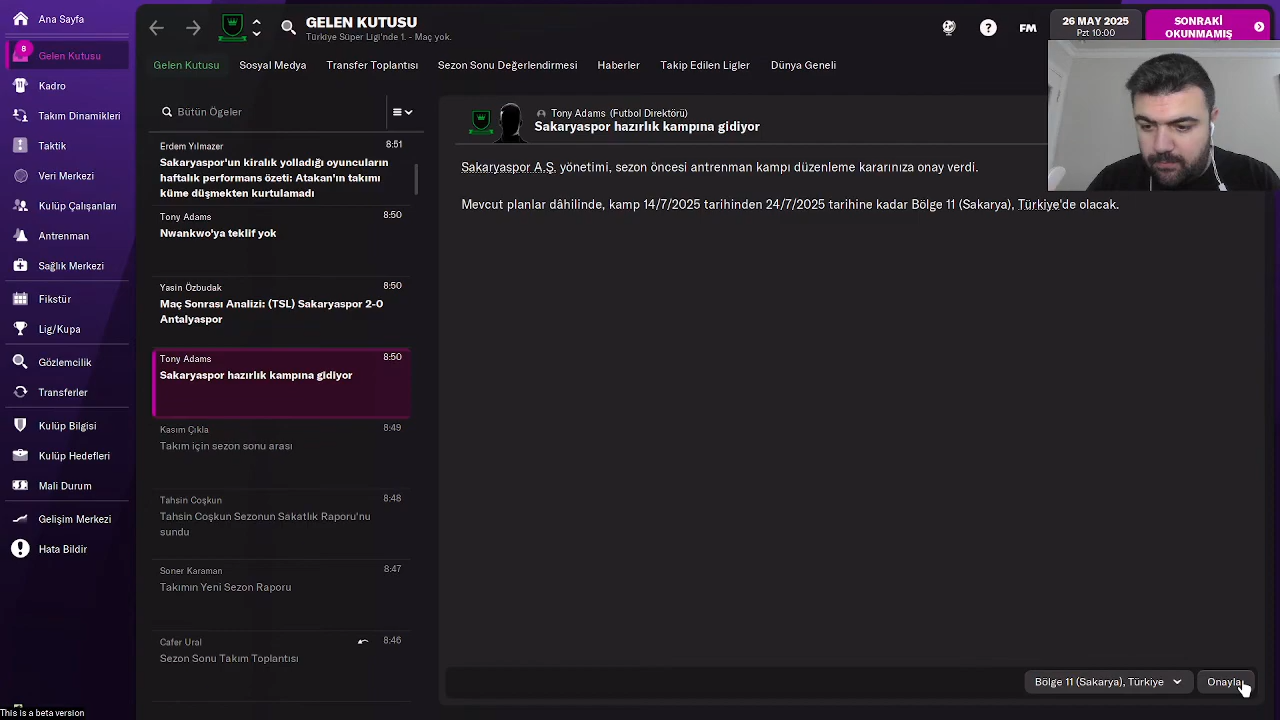 Ana Sayfa
8
Gelen Kutusu
Kadro
Takım Dinamikleri
Taktik
Veri Merkezi
Kulüp Çalışanları
Antrenman
Sağlık Merkezi
Fikstür
Lig/Kupa
Gözlemcilik
Transferler
Kulüp Bilgisi
Kulüp Hedefleri
Mali Durum
Gelişim Merkezi
Hata Bildir
This is a beta version
GELEN KUTUSU
Türkiye Süper Ligi'nde 1. - Maç yok.
FM
26 MAY 2025
Pzt 10:00
SONRAKİ
OKUNMAMIŞ
Gelen Kutusu
Sosyal Medya
Transfer Toplantısı
Sezon Sonu Değerlendirmesi
Haberler
Takip Edilen Ligler
Dünya Geneli
Bütün Ögeler
Erdem Yılmazer 8:51
Sakaryaspor'un kiralık yolladığı oyuncuların
haftalık performans özeti: Atakan'ın takımı
küme düşmekten kurtulamadı
Tony Adams 8:50
Nwankwo'ya teklif yok
Yasin Özbudak 8:50
Maç Sonrası Analizi: (TSL) Sakaryaspor 2-0
Antalyaspor
Tony Adams 8:50
Sakaryaspor hazırlık kampına gidiyor
Kasım Çıkla 8:49
Takım için sezon sonu arası
Tahsin Coşkun 8:48
Tahsin Coşkun Sezonun Sakatlık Raporu'nu
sundu
Soner Karaman 8:47
Takımın Yeni Sezon Raporu
Cafer Ural 8:46
Sezon Sonu Takım Toplantısı
Tony Adams (Futbol Direktörü)
Sakaryaspor hazırlık kampına gidiyor
Sakaryaspor A.Ş. yönetimi, sezon öncesi antrenman kampı düzenleme kararınıza onay verdi.
Mevcut planlar dâhilinde, kamp 14/7/2025 tarihinden 24/7/2025 tarihine kadar Bölge 11 (Sakarya), Türkiye'de olacak.
Bölge 11 (Sakarya), Türkiye
Onayla